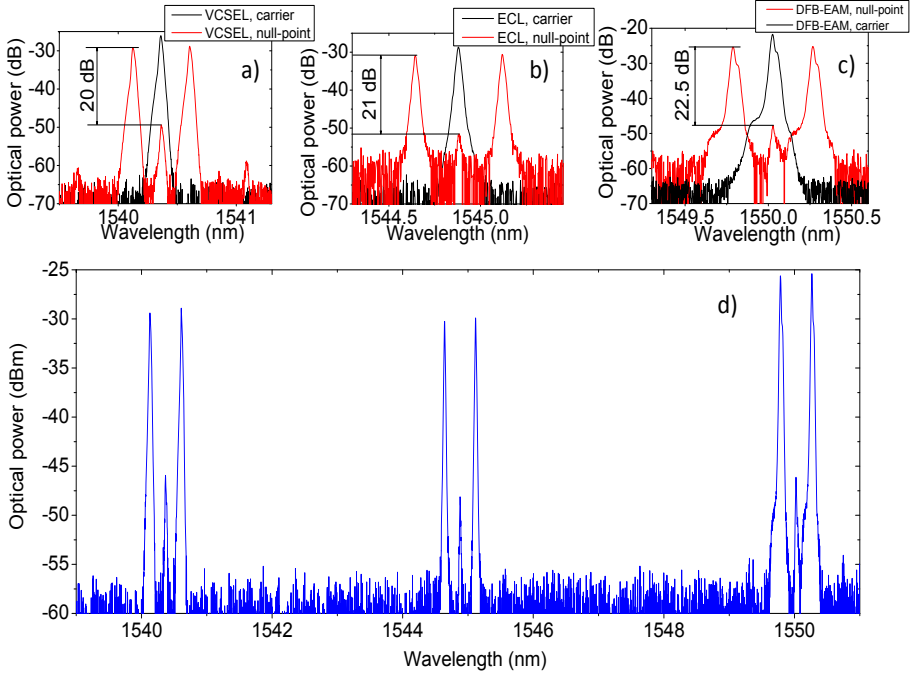 VCSEL, carrier
VCSEL, null-point
a)
20 dB
Optical power (dB)
-30
-40
-50
-60
-70
1540
1541
Wavelength (nm)
ECL, carrier
ECL, null-point
b)
21 dB
Optical power (dB)
-30
-40
-50
-60
-70
1544.5
1545.0
Wavelength (nm)
DFB-EAM, null-point
DFB-EAM, carrier
c)
22.5 dB
Optical power (dB)
-20
-30
-40
-50
-60
-70
1549.5
1550.0
1550.5
Wavelength (nm)
d)
Optical power (dBm)
-25
-30
-35
-40
-45
-50
-55
-60
1540
1542
1544
1546
1548
1550
Wavelength (nm)